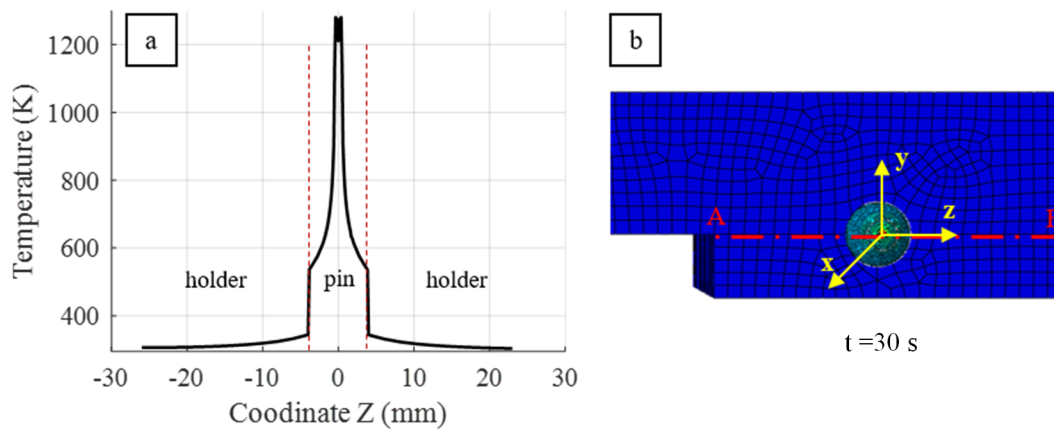 a
1200
1000
800
600
400
Temperature (K)
holder
pin
holder
-30
-20
-10
0
10
20
30
Coodinate Z (mm)
b
y
A
z
x
t =30 s